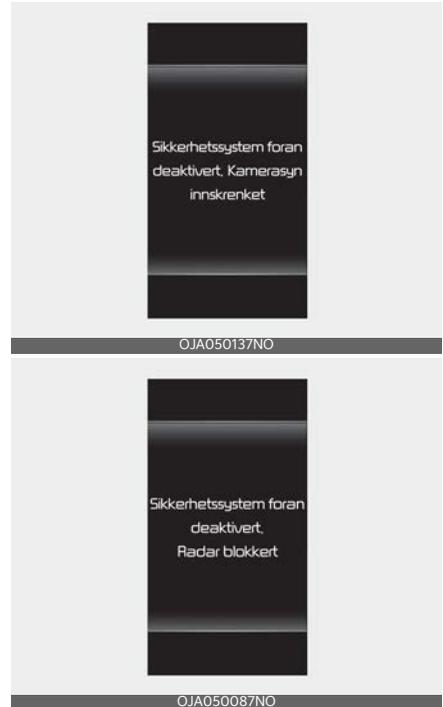 Sikkerhetssystem foran
deaktivert, Kamerasyn
innskrenket
OJA050137NO
Sikkerhetssystem foran
deaktivert,
Radar blokkert
OJA050087NO